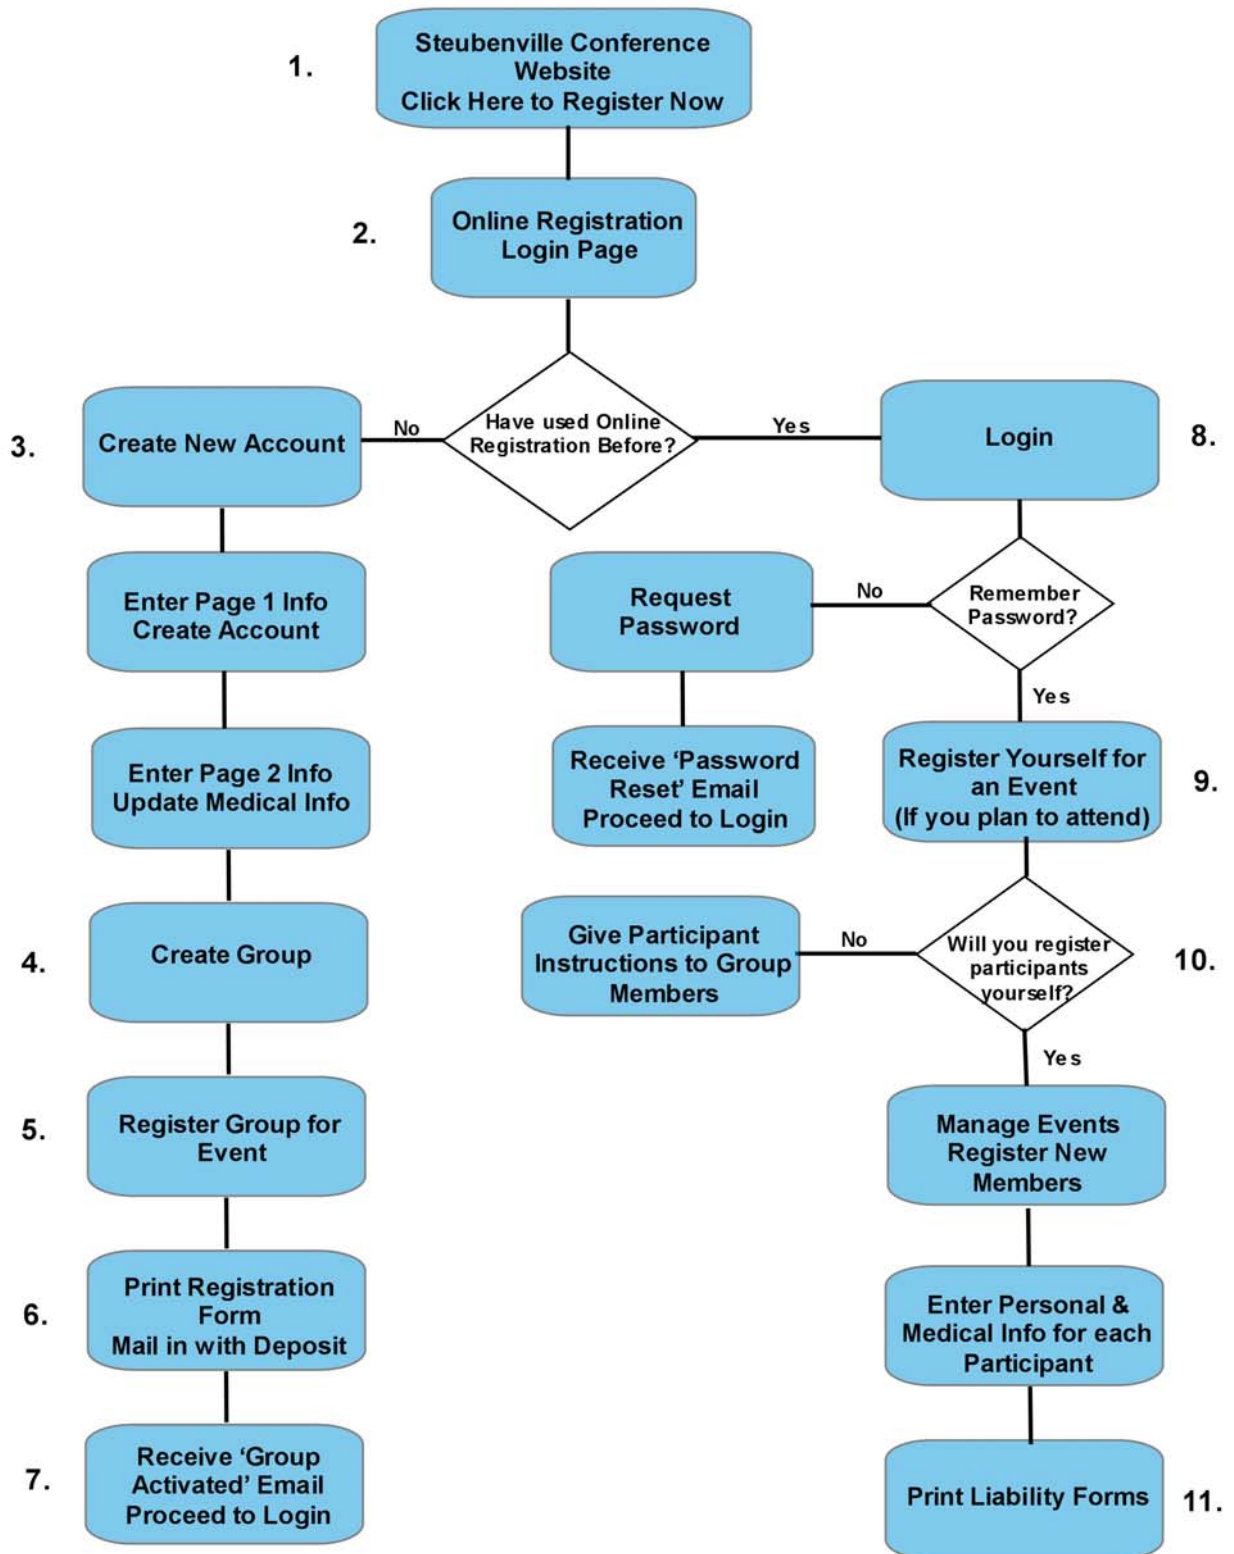 1.
Steubenville Conference
Website
Click Here to Register Now
2.
Online Registration
Login Page
Have used Online
Registration Before?
No
Yes
3.
Create New Account
Login
8.
Enter Page 1 Info
Create Account
Request
Password
No
Remember
Password?
Yes
Enter Page 2 Info
Update Medical Info
Receive ‘Password
Reset’ Email
Proceed to Login
Register Yourself for
an Event
(If you plan to attend)
9.
4.
Create Group
Give Participant
Instructions to Group
Members
No
Will you register
participants
yourself?
10.
Yes
5.
Register Group for
Event
Manage Events
Register New
Members
6.
Print Registration
Form
Mail in with Deposit
Enter Personal &
Medical Info for each
Participant
7.
Receive ‘Group
Activated’ Email
Proceed to Login
Print Liability Forms
11.